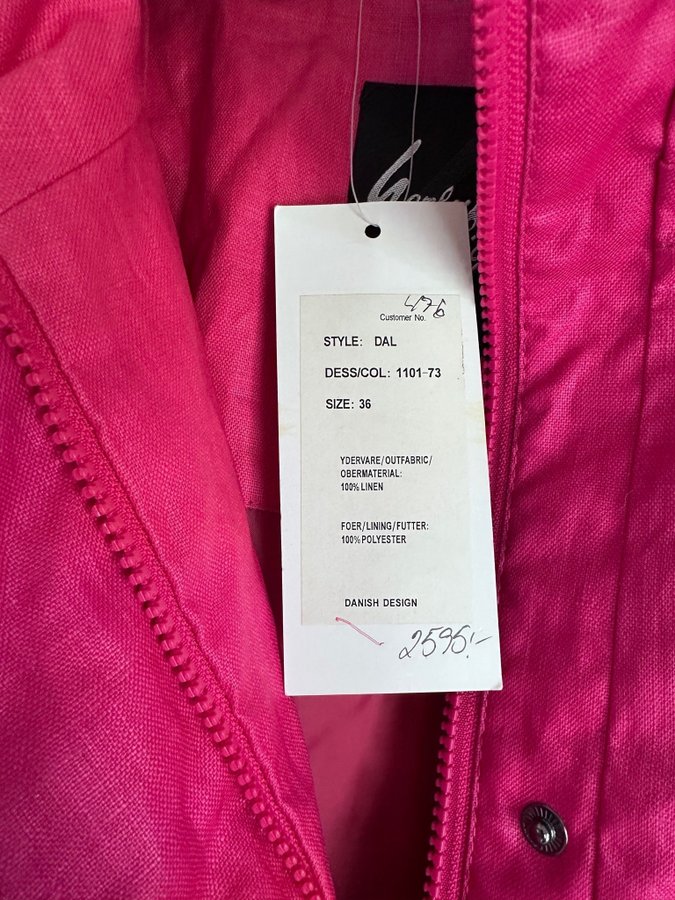 476
Customer No.
STYLE: DAL
DESS/COL: 1101-73
SIZE: 36
YDERVARE/OUTFABRIC/
OBERMATERIAL:
100% LINEN
FOER/LINING/FUTTER:
100% POLYESTER
DANISH DESIGN
2595:-